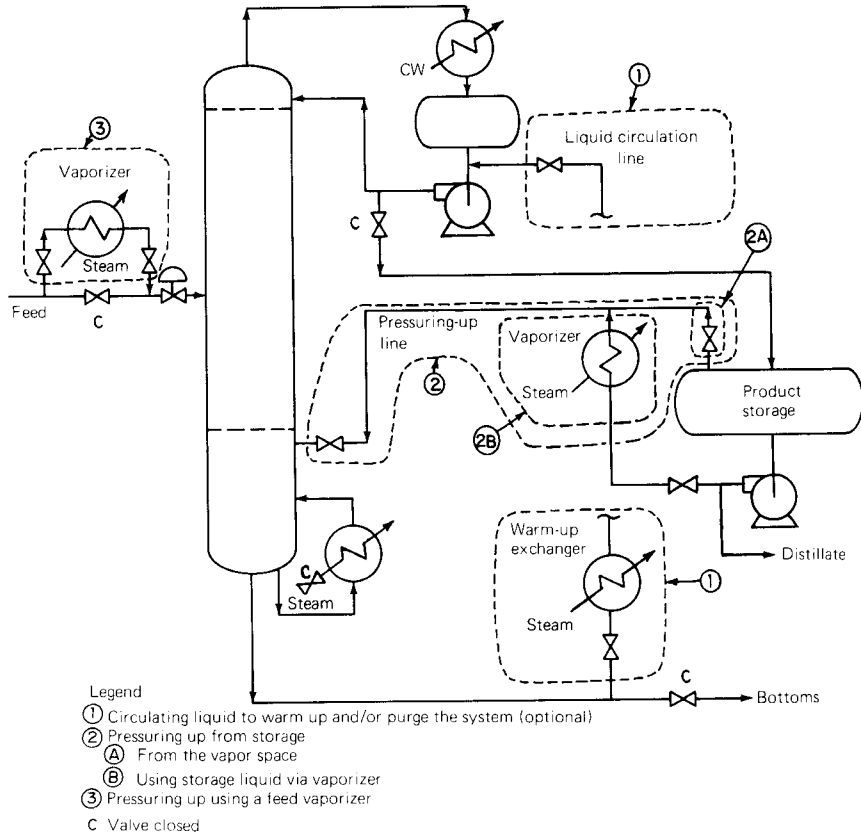 CW
1
Liquid circulation
line
3
Vaporizer
Steam
Feed
C
C
2A
Pressuring-up
line
Vaporizer
Steam
2
2B
Product
storage
Distillate
C
Steam
Warm-up
exchanger
Steam
1
C
Bottoms
Legend
1 Circulating liquid to warm up and/or purge the system (optional)
2 Pressuring up from storage
A From the vapor space
B Using storage liquid via vaporizer
3 Pressuring up using a feed vaporizer
C Valve closed